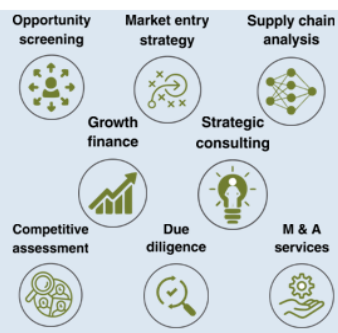 Opportunity
screening
Market entry
strategy
Supply chain
analysis
Growth
finance
Strategic
consulting
Competitive
assessment
Due
diligence
M & A
services